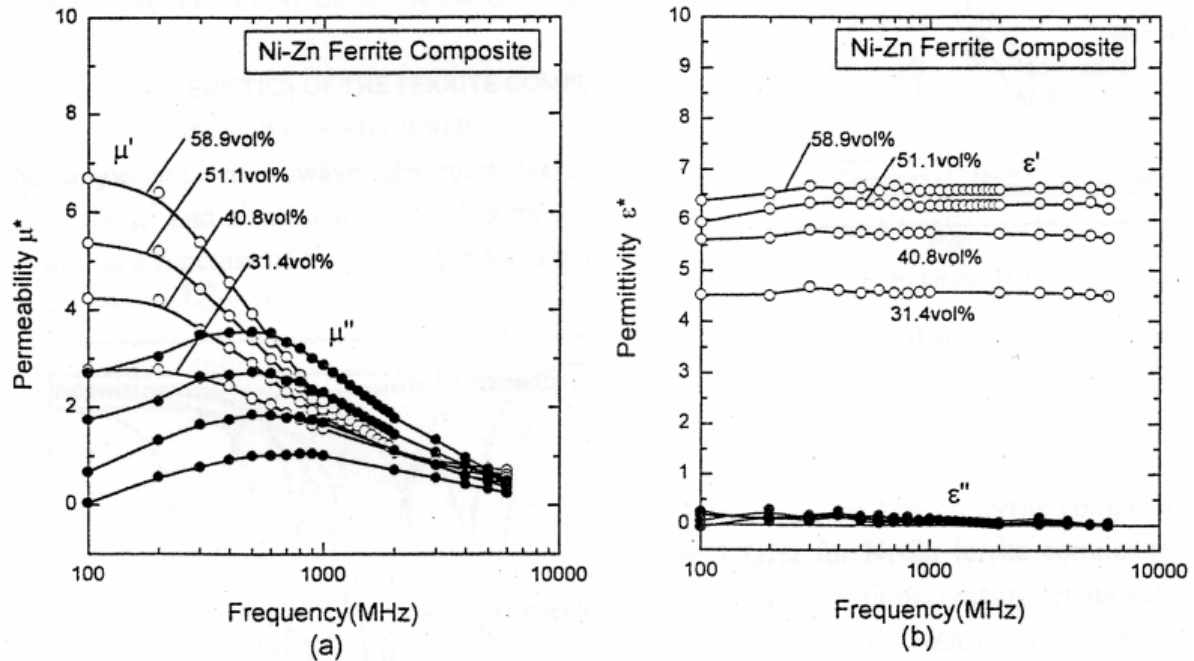 Ni-Zn Ferrite Composite
10
8
6
4
2
0
Permeability μ*
μ'
58.9vol%
51.1vol%
40.8vol%
31.4vol%
μ"
100
1000
10000
Frequency(MHz)
(a)
Ni-Zn Ferrite Composite
10
9
8
7
6
5
4
3
2
1
0
Permittivity ε*
58.9vol%
51.1vol%
ε'
40.8vol%
31.4vol%
ε"
100
1000
10000
Frequency(MHz)
(b)